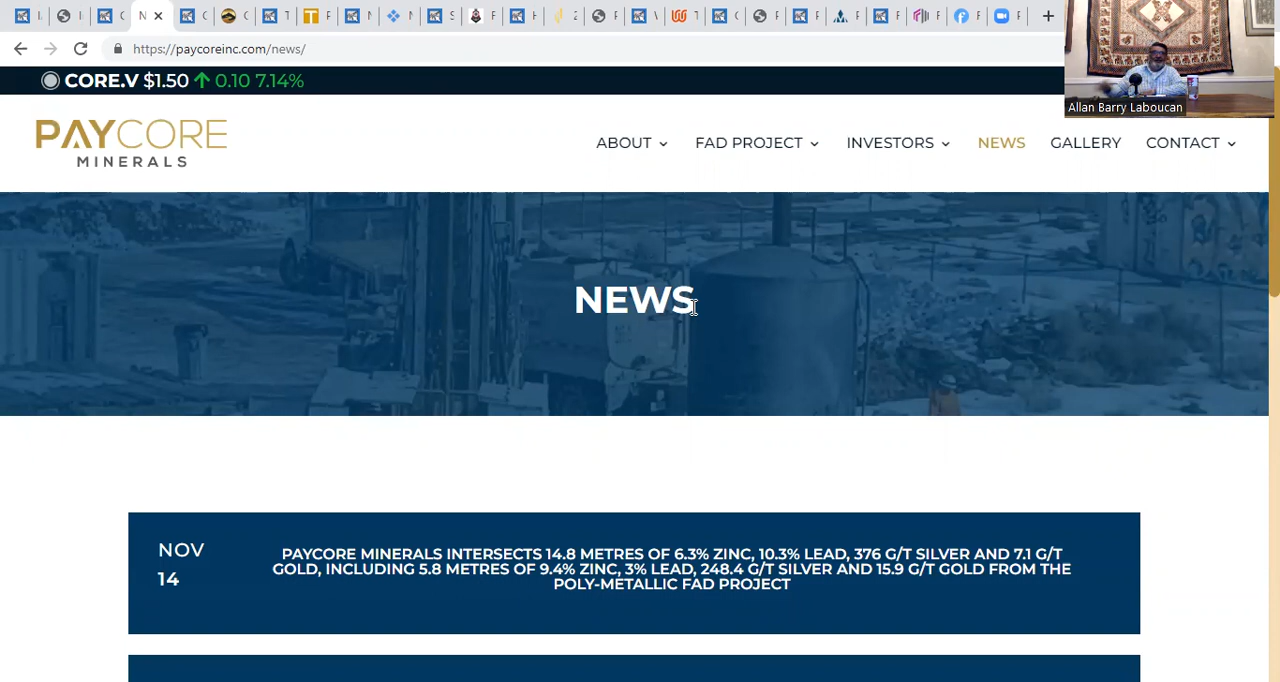 https://paycoreinc.com/news/
CORE.V $1.50 0.10 7.14%
Allan Barry Laboucan
PAYCORE
MINERALS
ABOUT FAD PROJECT INVESTORS NEWS GALLERY CONTACT
NEWS
NOV
14
PAYCORE MINERALS INTERSECTS 14.8 METRES OF 6.3% ZINC, 10.3% LEAD, 376 G/T SILVER AND 7.1 G/T
GOLD, INCLUDING 5.8 METRES OF 9.4% ZINC, 3% LEAD, 248.4 G/T SILVER AND 15.9 G/T GOLD FROM THE
POLY-METALLIC FAD PROJECT